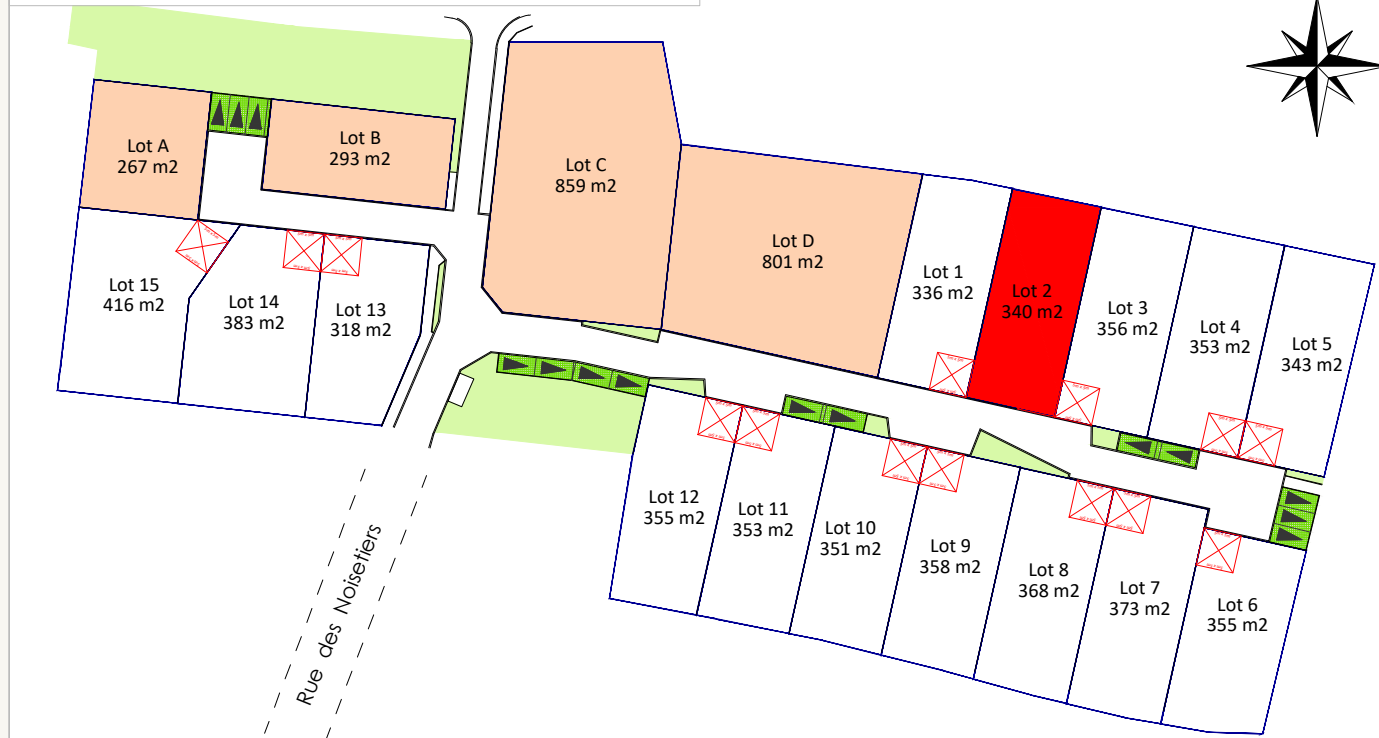 Lot A
267 m2
Lot B
293 m2
Lot C
859 m2
Lot D
801 m2
Lot 1
336 m2
Lot 2
340 m2
Lot 3
356 m2
Lot 4
353 m2
Lot 5
343 m2
Lot 15
416 m2
Lot 14
383 m2
Lot 13
318 m2
Lot 12
355 m2
Lot 11
353 m2
Lot 10
351 m2
Lot 9
358 m2
Lot 8
368 m2
Lot 7
373 m2
Lot 6
355 m2
Rue des Noisetiers